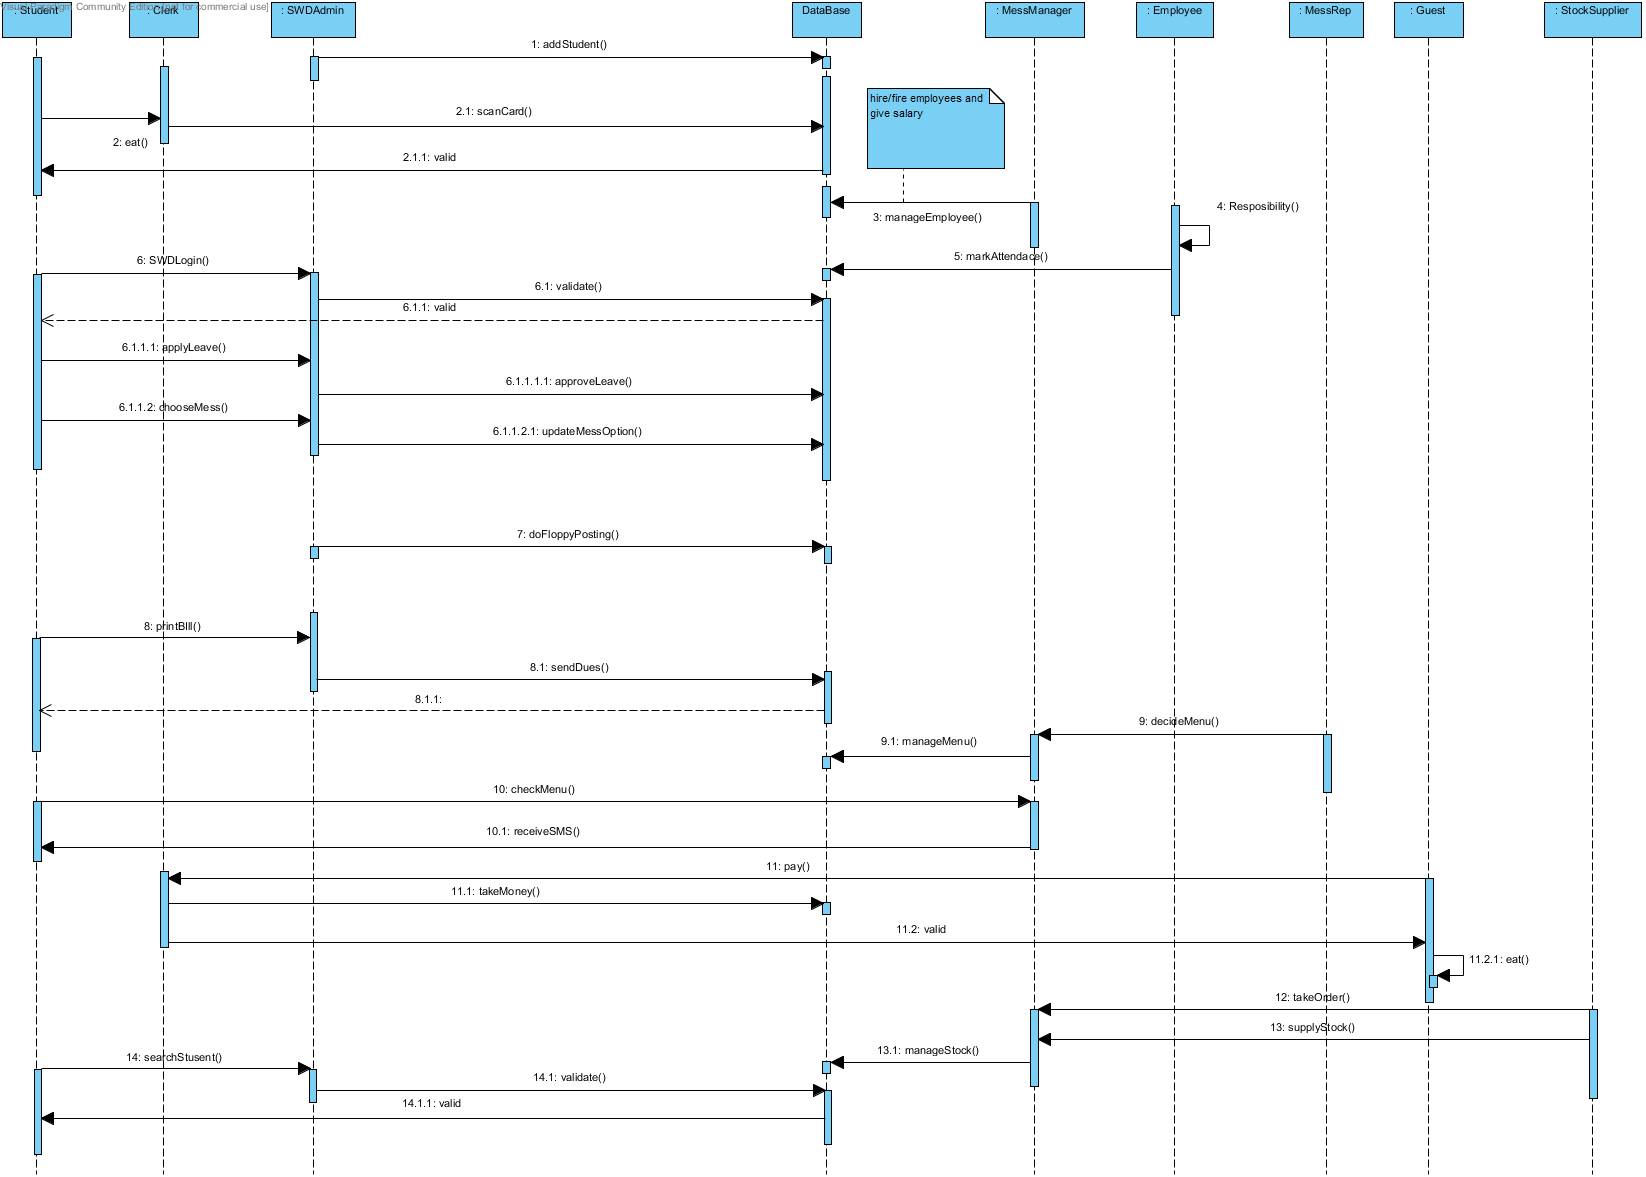 Visual Paradigm Community Edition [not for commercial use]
: Student
: Clerk
: SWDAdmin
DataBase
: MessManager
: Employee
: MessRep
: Guest
: StockSupplier
1: addStudent()
hire/fire employees and
give salary
2.1: scanCard()
2: eat()
2.1.1: valid
4: Resposibility()
3: manageEmployee()
5: markAttendace()
6: SWDLogin()
6.1: validate()
6.1.1: valid
6.1.1.1: applyLeave()
6.1.1.1.1: approveLeave()
6.1.1.2: chooseMess()
6.1.1.2.1: updateMessOption()
7: doFloppyPosting()
8: printBIll()
8.1: sendDues()
8.1.1:
9: decideMenu()
9.1: manageMenu()
10: checkMenu()
10.1: receiveSMS()
11: pay()
11.1: takeMoney()
11.2: valid
11.2.1: eat()
12: takeOrder()
13: supplyStock()
13.1: manageStock()
14: searchStusent()
14.1: validate()
14.1.1: valid